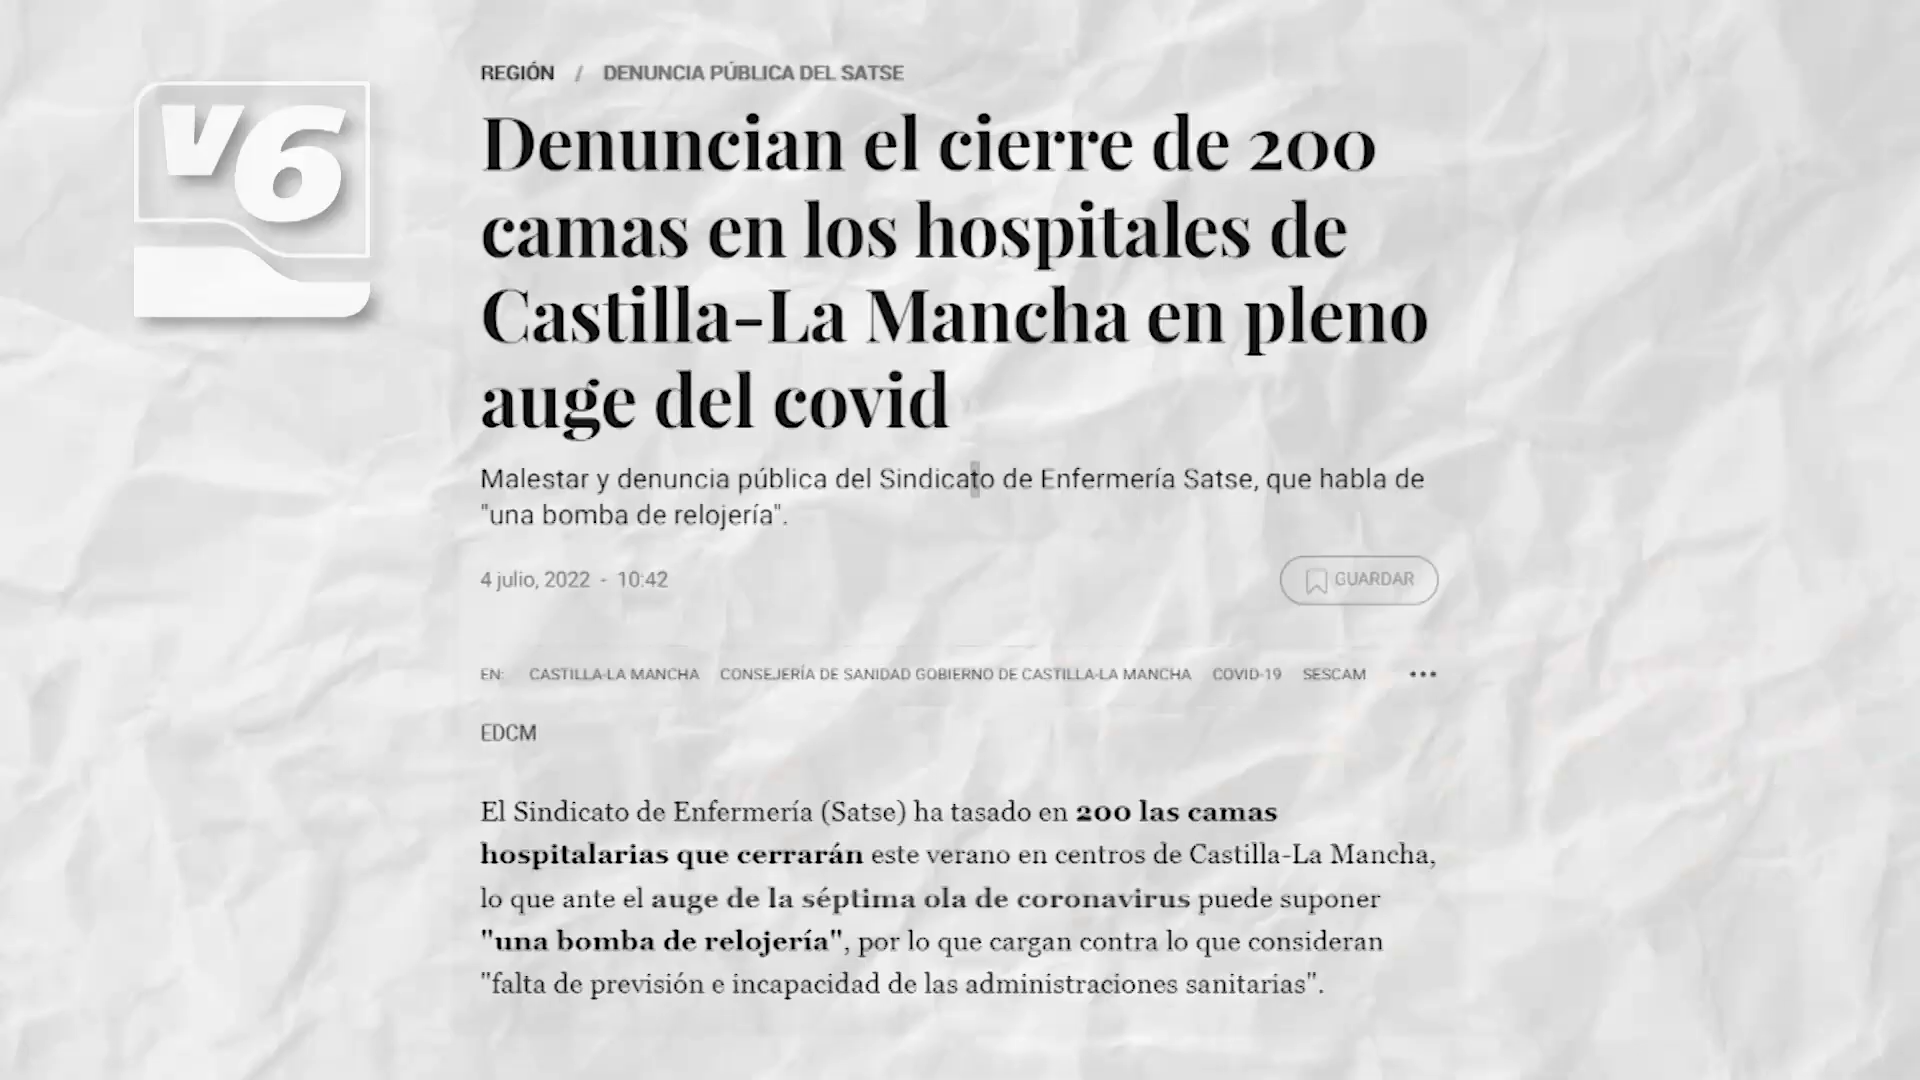 V6
REGIÓN / DENUNCIA PÚBLICA DEL SATSE
Denuncian el cierre de 200
camas en los hospitales de
Castilla-La Mancha en pleno
auge del covid
Malestar y denuncia pública del Sindicato de Enfermería Satse, que habla de
"una bomba de relojería".
4 julio, 2022 - 10:42
GUARDAR
EN: CASTILLA-LA MANCHA CONSEJERÍA DE SANIDAD GOBIERNO DE CASTILLA-LA MANCHA COVID-19 SESCAM •••
EDCM
El Sindicato de Enfermería (Satse) ha tasado en 200 las camas
hospitalarias que cerrarán este verano en centros de Castilla-La Mancha,
lo que ante el auge de la séptima ola de coronavirus puede suponer
"una bomba de relojería", por lo que cargan contra lo que consideran
"falta de previsión e incapacidad de las administraciones sanitarias".